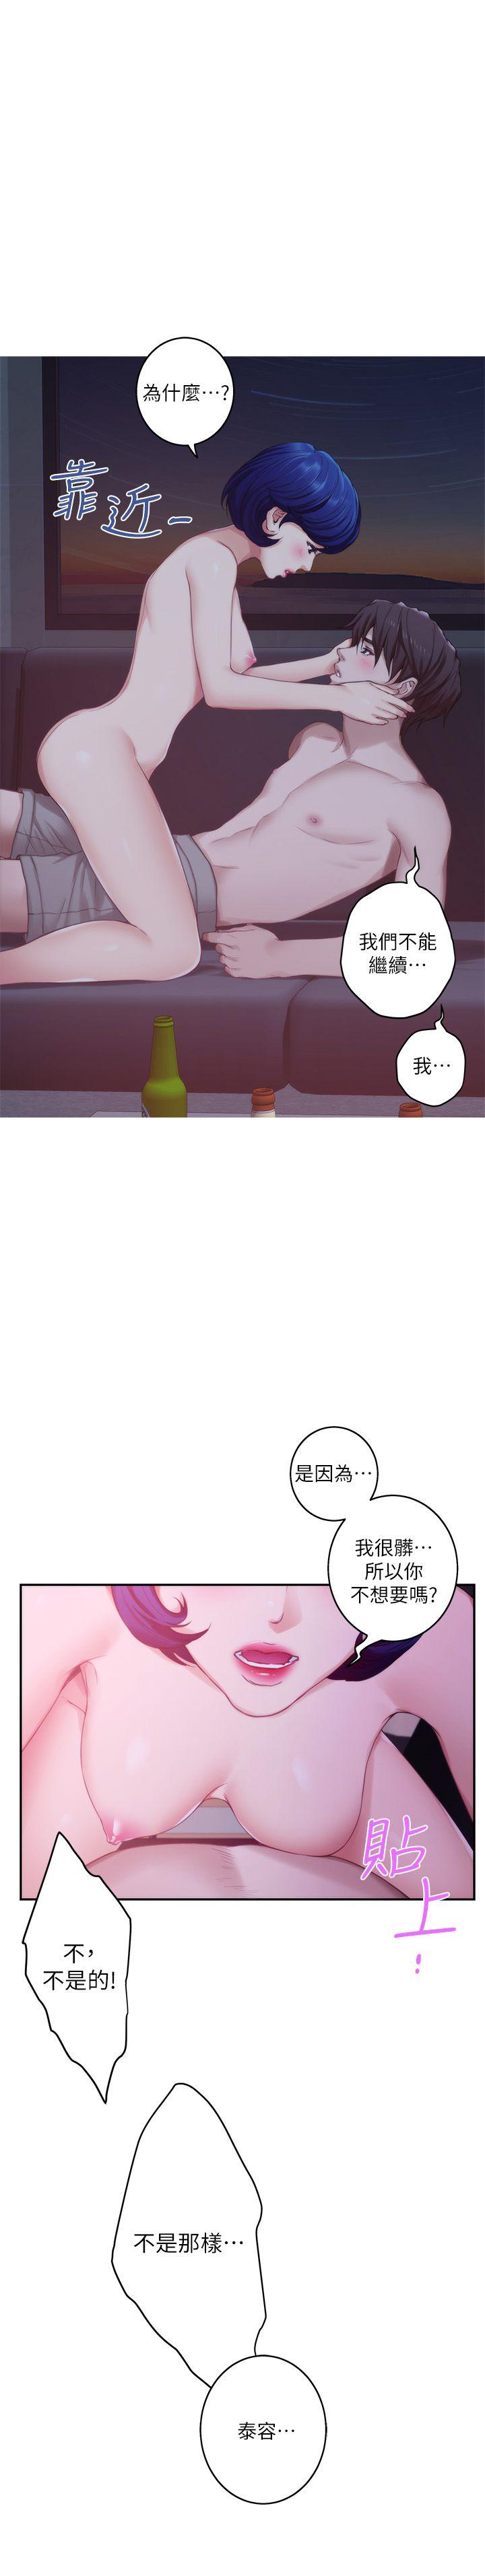 為什麼⋯?
靠近~
我們不能
繼續⋯
我⋯
是因為⋯
我很髒⋯
所以你
不想要嗎?
貼上!
不，
不是的!
不是那樣⋯
泰容⋯